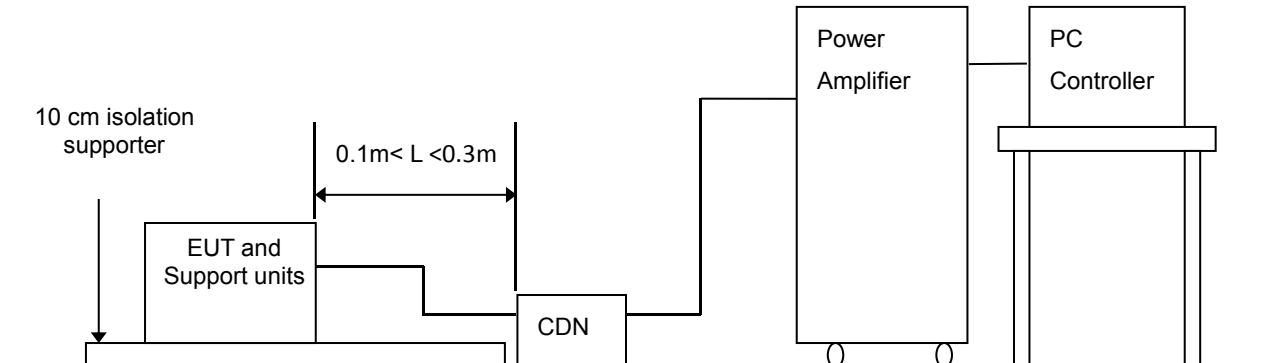 Power
Amplifier
PC
Controller
10 cm isolation
supporter
0.1m< L <0.3m
EUT and
Support units
CDN